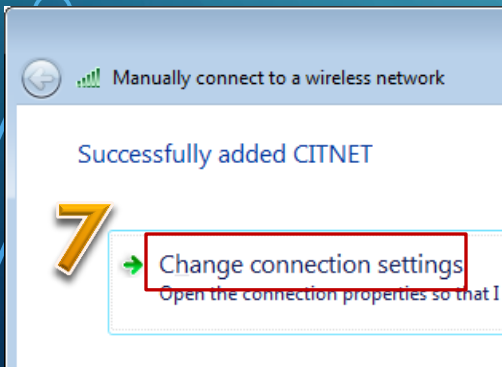 Manually connect to a wireless network
Successfully added CITNET
7
Change connection settings
Open the connection properties so that I